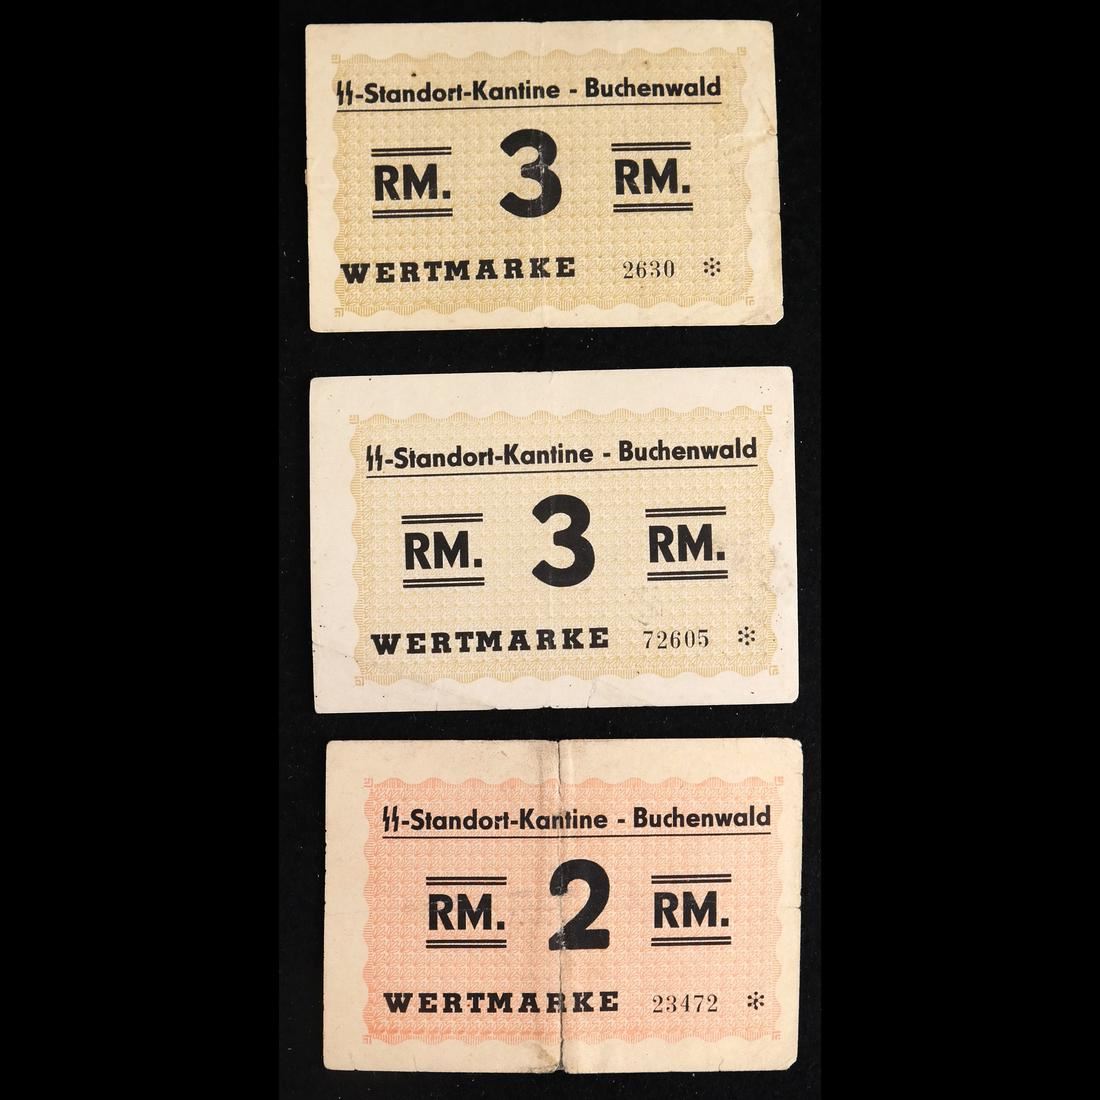 ᛋᛋ-Standort-Kantine - Buchenwald
RM. 3 RM.
WERTMARKE 2630 *
ᛋᛋ-Standort-Kantine - Buchenwald
RM. 3 RM.
WERTMARKE 72605 *
ᛋᛋ-Standort-Kantine - Buchenwald
RM. 2 RM.
WERTMARKE 23472 *